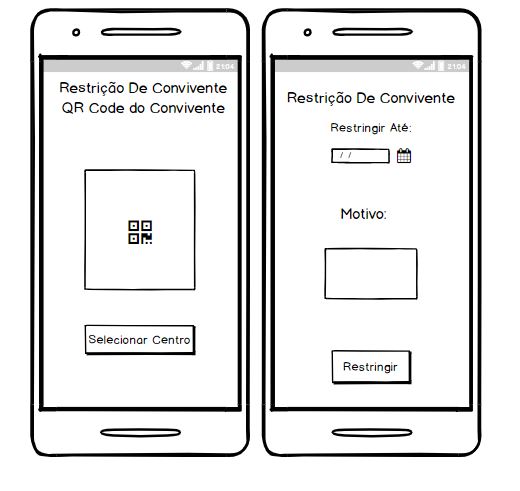 21:04
Restrição De Convivente
QR Code do Convivente
Selecionar Centro
21:04
Restrição De Convivente
Restringir Até:
/ /
Motivo:
Restringir